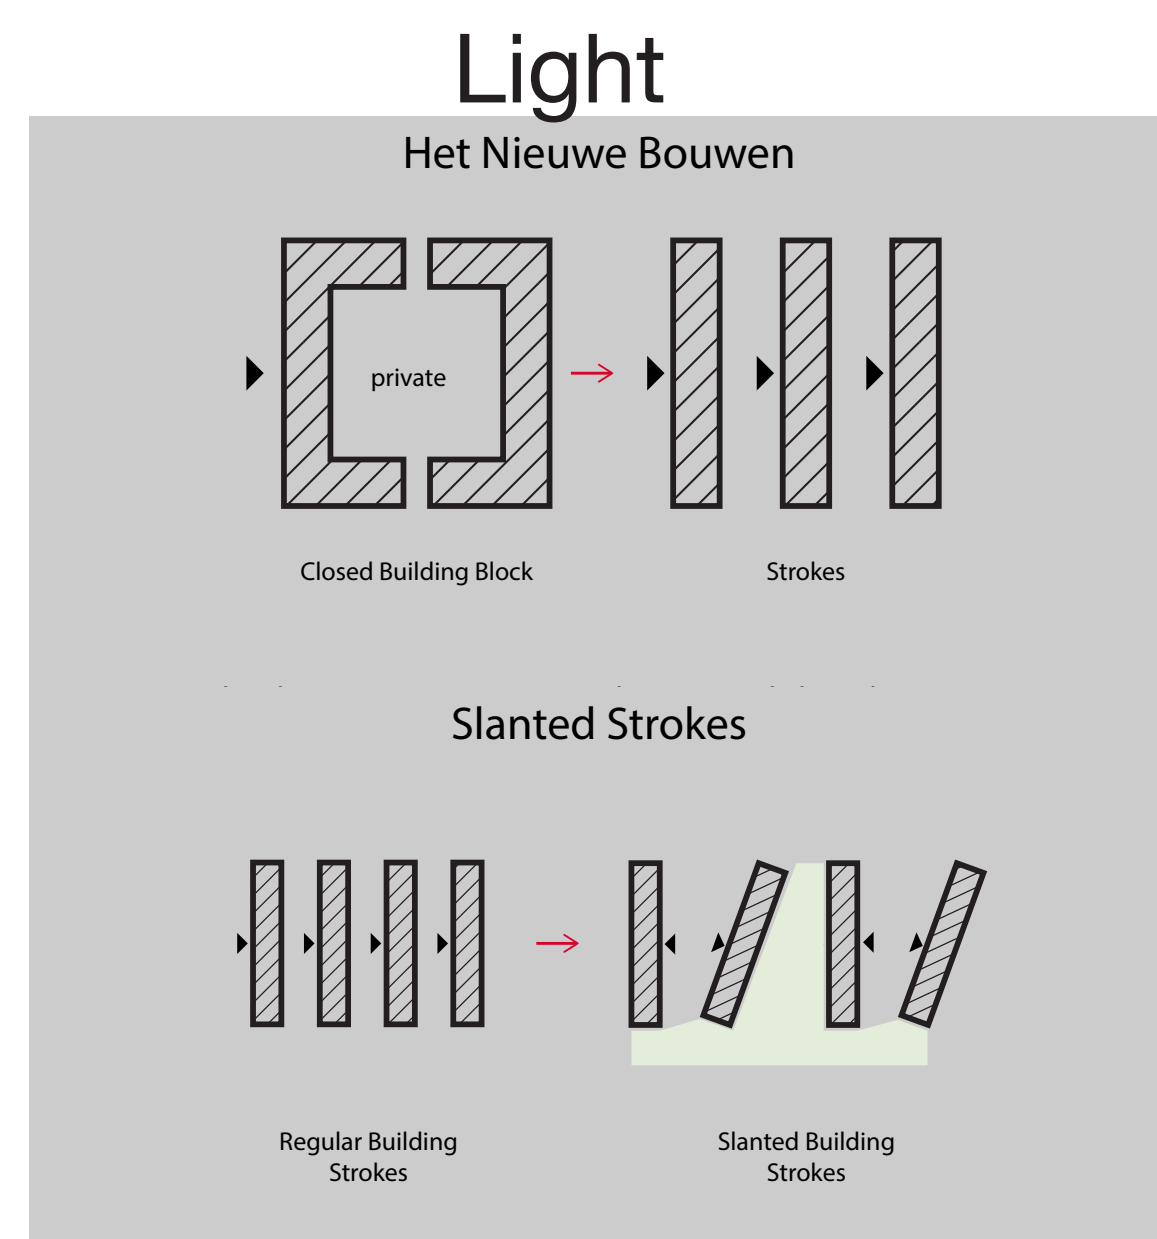 Light
Het Nieuwe Bouwen
private
Closed Building Block
Strokes
Slanted Strokes
Regular Building
Strokes
Slanted Building
Strokes